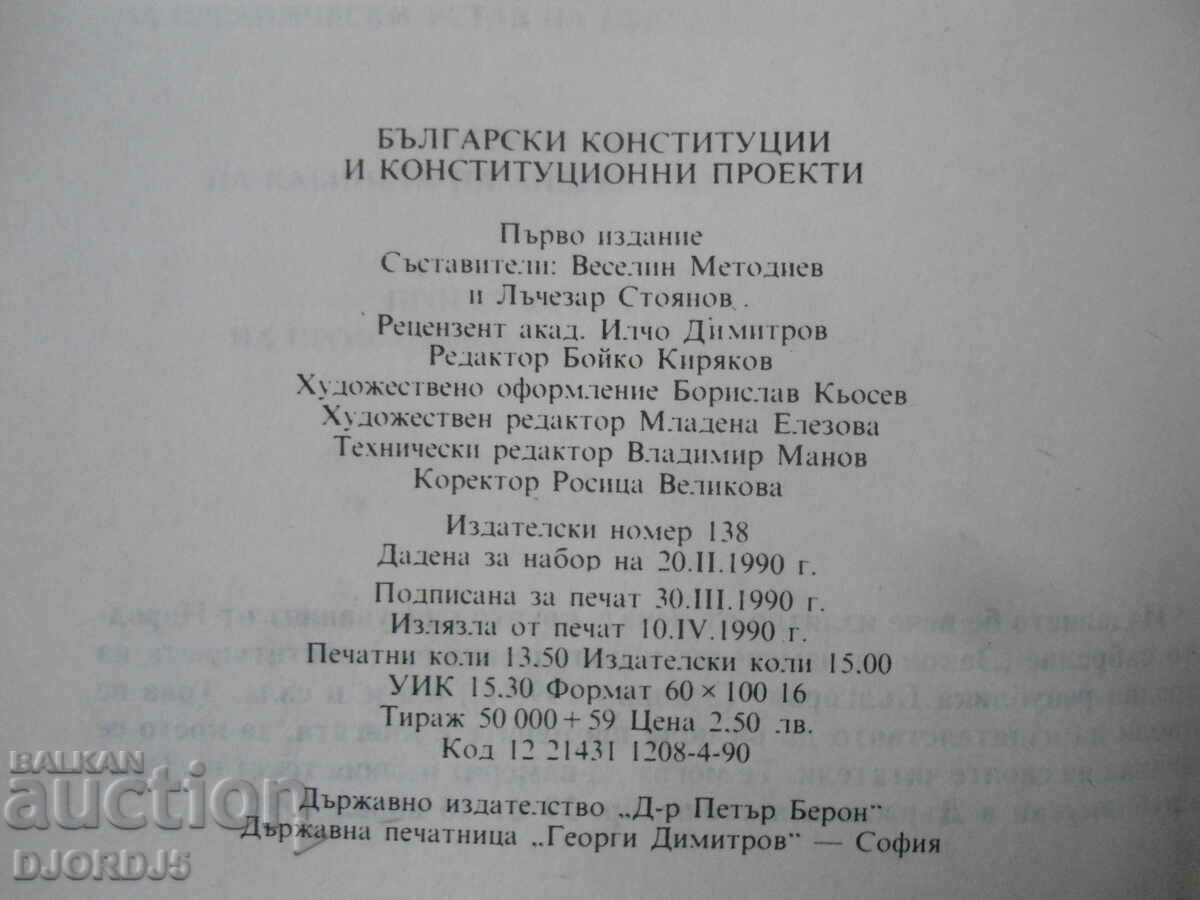 БЪЛГАРСКИ КОНСТИТУЦИИ
И КОНСТИТУЦИОННИ ПРОЕКТИ
Първо издание
Съставители: Веселин Методиев
и Лъчезар Стоянов
Рецензент акад. Илчо Димитров
Редактор Бойко Киряков
Художествено оформление Борислав Кьосев
Художествен редактор Младена Елезова
Технически редактор Владимир Манов
Коректор Росица Великова
Издателски номер 138
Дадена за набор на 20.II.1990 г.
Подписана за печат 30.III.1990 г.
Излязла от печат 10.IV.1990 г.
Печатни коли 13.50 Издателски коли 15.00
УИК 15.30 Формат 60 × 100 16
Тираж 50 000 + 59 Цена 2.50 лв.
Код 12 21431 1208-4-90
Държавно издателство „Д-р Петър Берон"
Държавна печатница „Георги Димитров" — София
BALKAN
auction
DJORDJ5